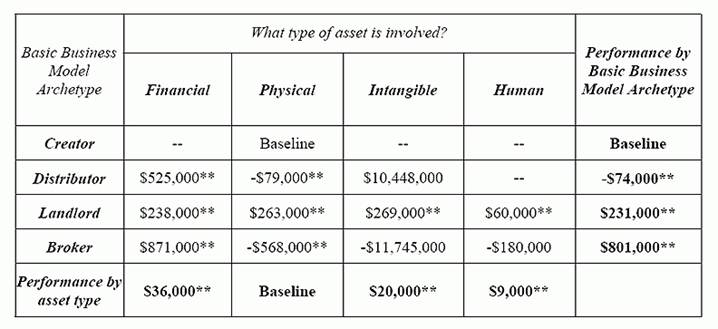 What type of asset is involved?
Basic Business Model Archetype
Financial Physical Intangible Human
Performance by Basic Business Model Archetype
Creator -- Baseline -- -- Baseline
Distributor $525,000** -$79,000** $10,448,000 -- -$74,000**
Landlord $238,000** $263,000** $269,000** $60,000** $231,000**
Broker $871,000** -$568,000** -$11,745,000 -$180,000 $801,000**
Performance by asset type $36,000** Baseline $20,000** $9,000**